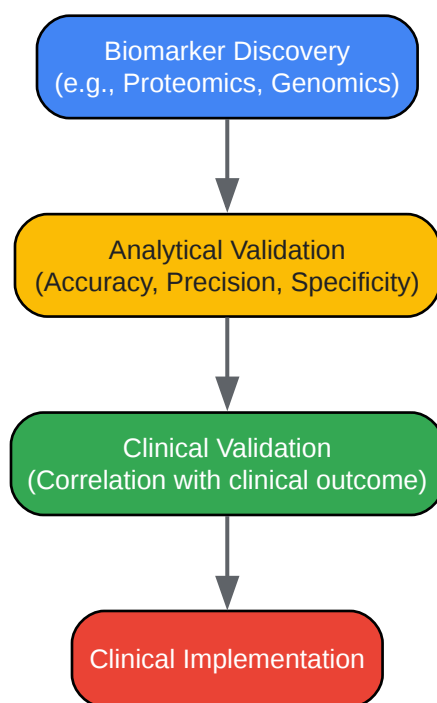 Biomarker Discovery
(e.g., Proteomics, Genomics)
Analytical Validation
(Accuracy, Precision, Specificity)
Clinical Validation
(Correlation with clinical outcome)
Clinical Implementation